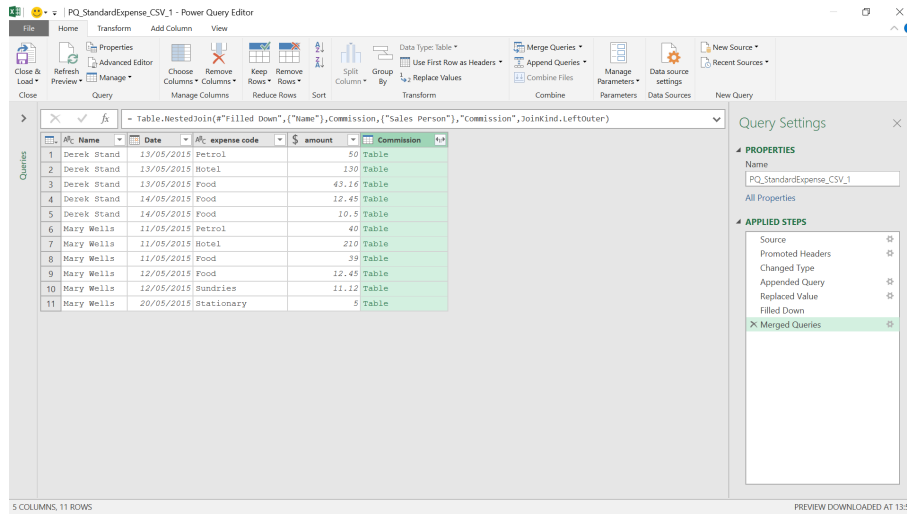 PQ_StandardExpense_CSV_1 - Power Query Editor
File Home Transform Add Column View
Close & Load
Refresh Preview
Properties
Advanced Editor
Manage
Choose Columns
Remove Columns
Keep Rows
Remove Rows
Split Column
Group By
Data Type: Table
Use First Row as Headers
1→2 Replace Values
Merge Queries
Append Queries
Combine Files
Manage Parameters
Data source settings
New Source
Recent Sources
Close Query Manage Columns Reduce Rows Sort Transform Combine Parameters Data Sources New Query
fx = Table.NestedJoin(#"Filled Down",{"Name"},Commission,{"Sales Person"},"Commission",JoinKind.LeftOuter)
Queries
ABC Name Date ABC expense code $ amount Commission
1 Derek Stand 13/05/2015 Petrol 50 Table
2 Derek Stand 13/05/2015 Hotel 130 Table
3 Derek Stand 13/05/2015 Food 43.16 Table
4 Derek Stand 14/05/2015 Food 12.45 Table
5 Derek Stand 14/05/2015 Food 10.5 Table
6 Mary Wells 11/05/2015 Petrol 40 Table
7 Mary Wells 11/05/2015 Hotel 210 Table
8 Mary Wells 11/05/2015 Food 39 Table
9 Mary Wells 12/05/2015 Food 12.45 Table
10 Mary Wells 12/05/2015 Sundries 11.12 Table
11 Mary Wells 20/05/2015 Stationary 5 Table
Query Settings
PROPERTIES
Name
PQ_StandardExpense_CSV_1
All Properties
APPLIED STEPS
Source
Promoted Headers
Changed Type
Appended Query
Replaced Value
Filled Down
Merged Queries
5 COLUMNS, 11 ROWS
PREVIEW DOWNLOADED AT 13:5